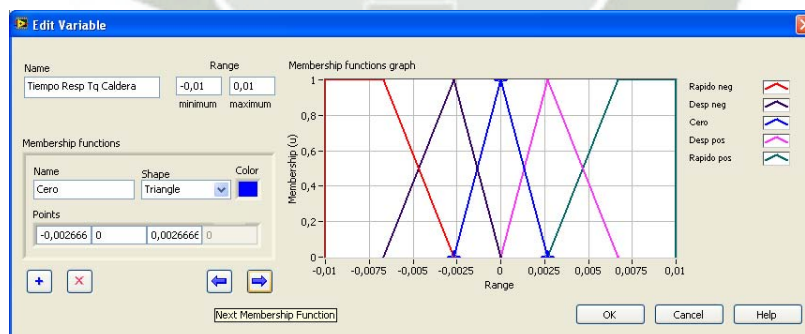 Edit Variable
Name
Range
Tiempo Resp Tq Caldera
-0,01
0,01
minimum
maximum
Membership functions
Name
Shape
Color
Cero
Triangle
Points
-0,002666
0
0,0026666
0
Next Membership Function
Membership functions graph
Membership (u)
1
0,8
0,6
0,4
0,2
0
-0,01
-0,0075
-0,005
-0,0025
0
0,0025
0,005
0,0075
0,01
Range
Rapido neg
Desp neg
Cero
Desp pos
Rapido pos
OK
Cancel
Help